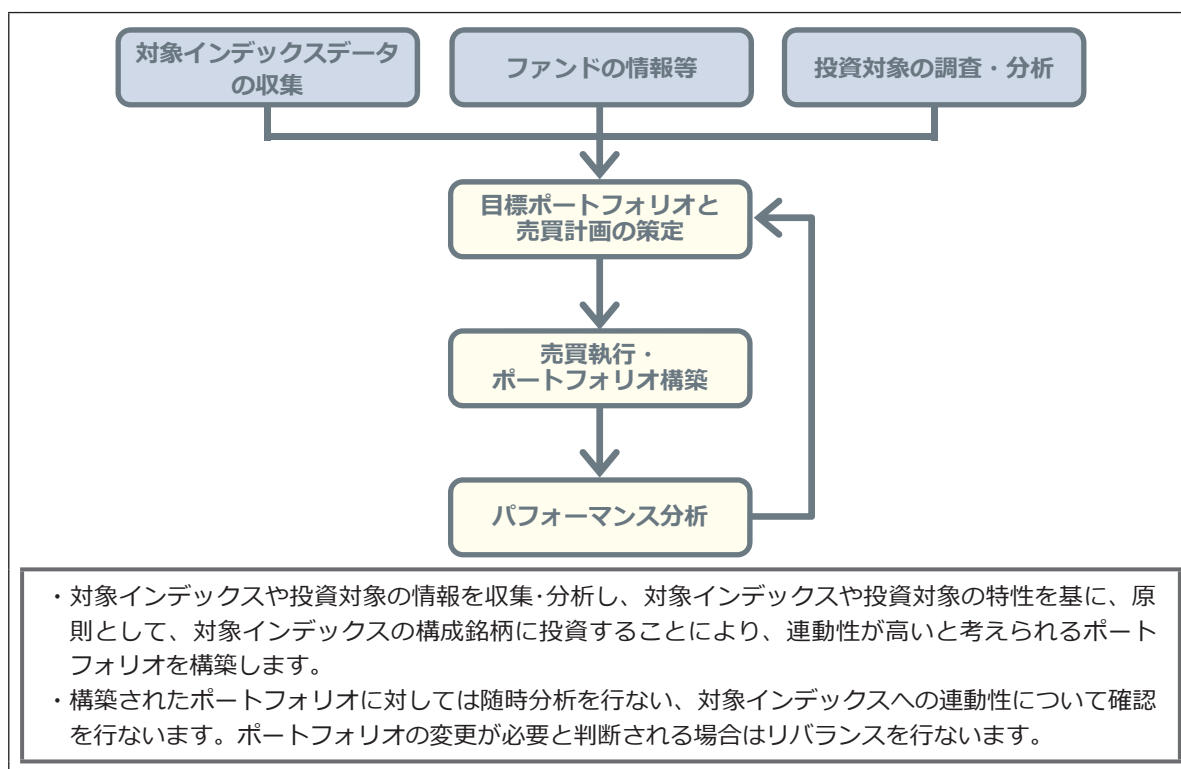 対象インデックスデータ
の収集
ファンドの情報等
投資対象の調査・分析
目標ポートフォリオと
売買計画の策定
売買執行・
ポートフォリオ構築
パフォーマンス分析
・対象インデックスや投資対象の情報を収集･分析し、対象インデックスや投資対象の特性を基に、原
則として、対象インデックスの構成銘柄に投資することにより、連動性が高いと考えられるポート
フォリオを構築します。
・構築されたポートフォリオに対しては随時分析を行ない、対象インデックスへの連動性について確認
を行ないます。ポートフォリオの変更が必要と判断される場合はリバランスを行ないます。